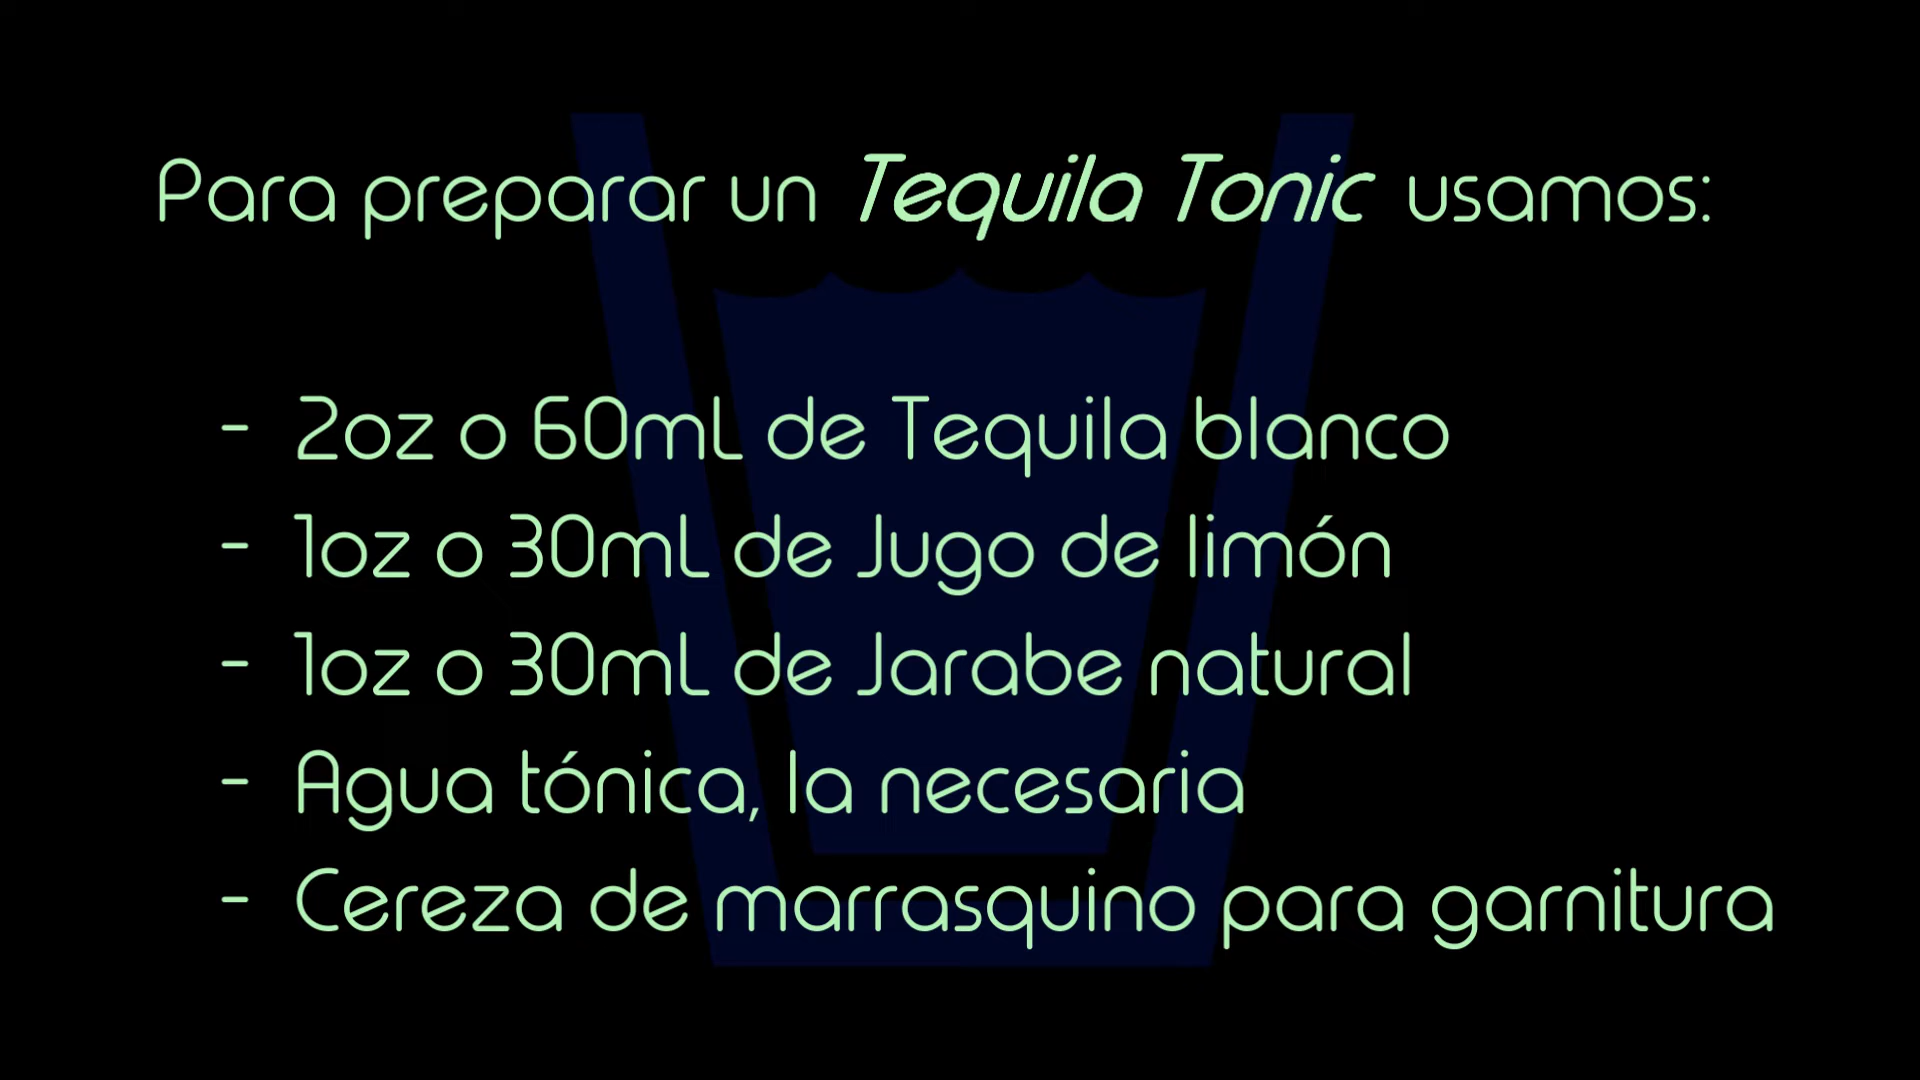 Para preparar un Tequila Tonic usamos:
- 2oz o 60mL de Tequila blanco
- 1oz o 30mL de Jugo de limón
- 1oz o 30mL de Jarabe natural
- Agua tónica, la necesaria
- Cereza de marrasquino para garnitura